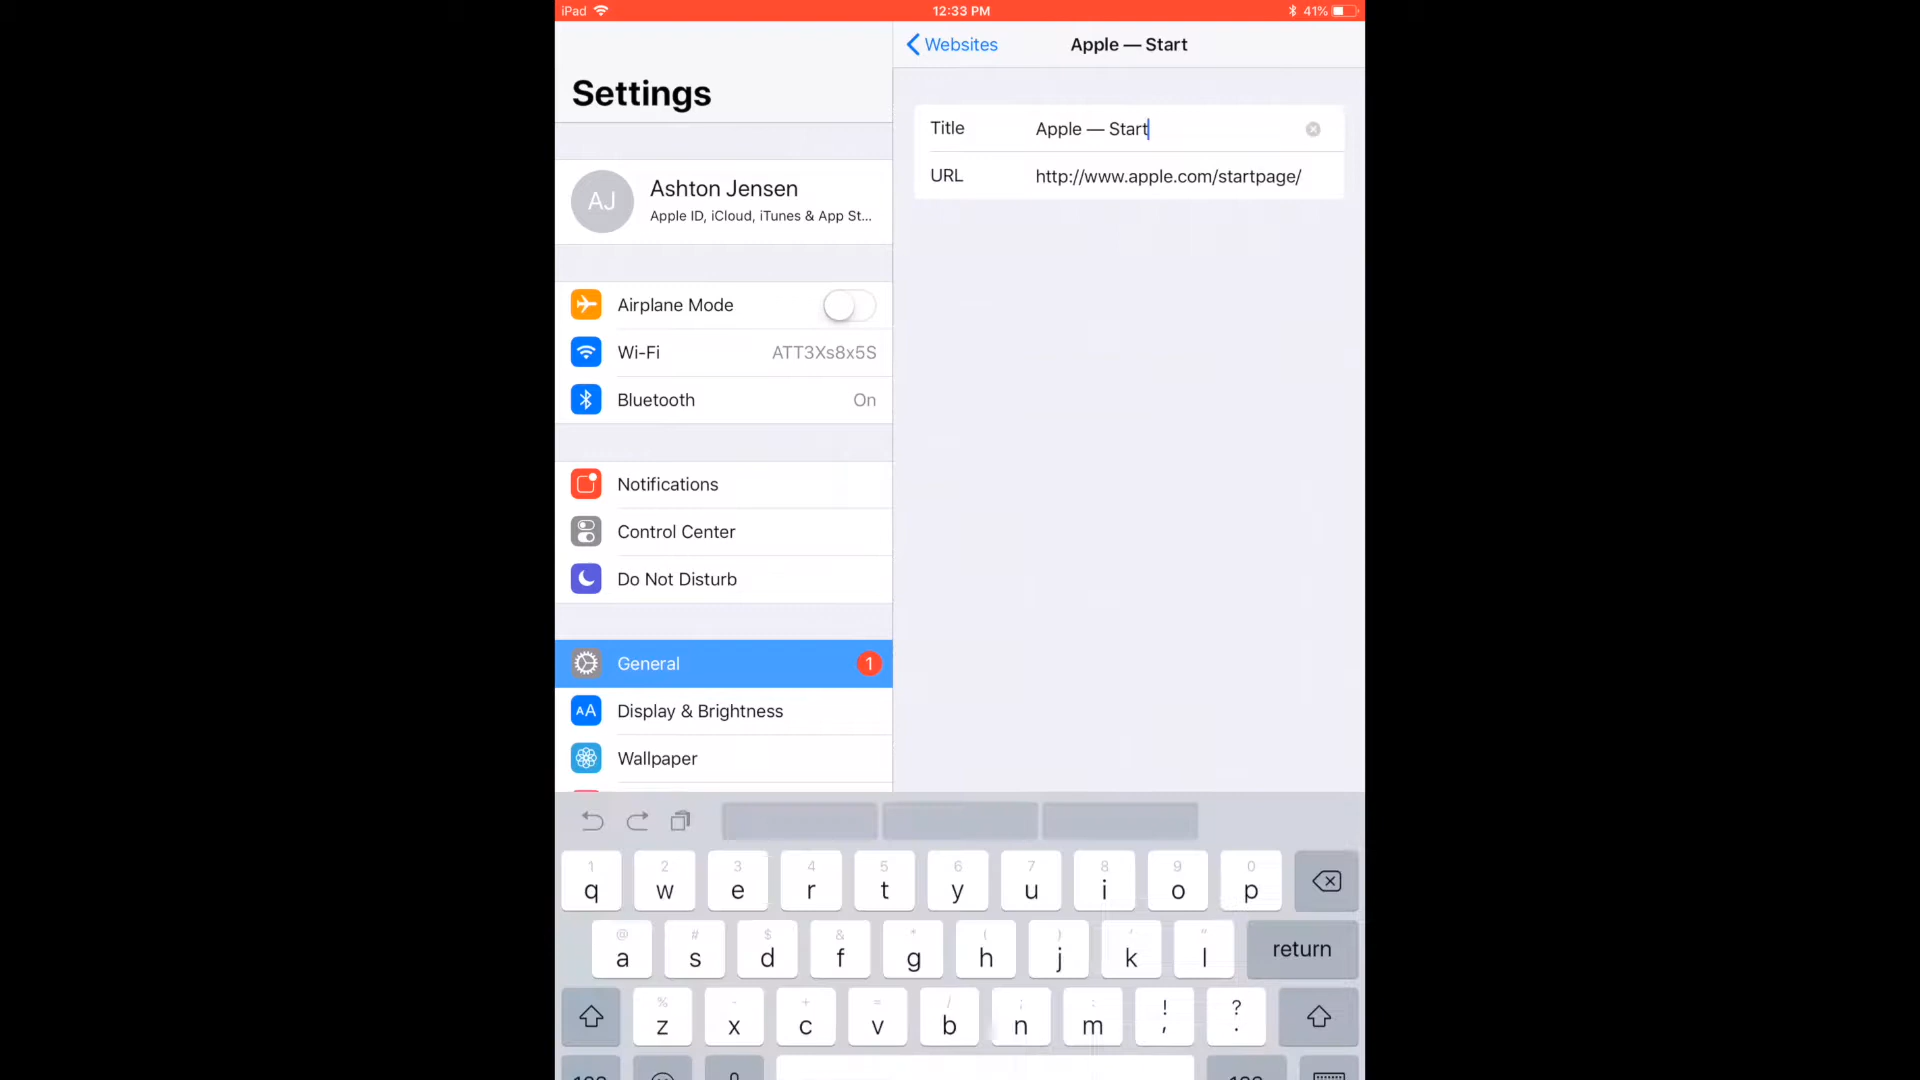 iPad 12:33 PM 41%
Websites Apple — Start
Settings
Title Apple — Start
URL http://www.apple.com/startpage/
AJ Ashton Jensen
Apple ID, iCloud, iTunes & App St...
Airplane Mode
Wi-Fi ATT3Xs8x5S
Bluetooth On
Notifications
Control Center
Do Not Disturb
General 1
AA Display & Brightness
Wallpaper
1 2 3 4 5 6 7 8 9 0
q w e r t y u i o p
@ # $ & * ( ) ' "
a s d f g h j k l return
% - + = / ; : ! ?
z x c v b n m , .